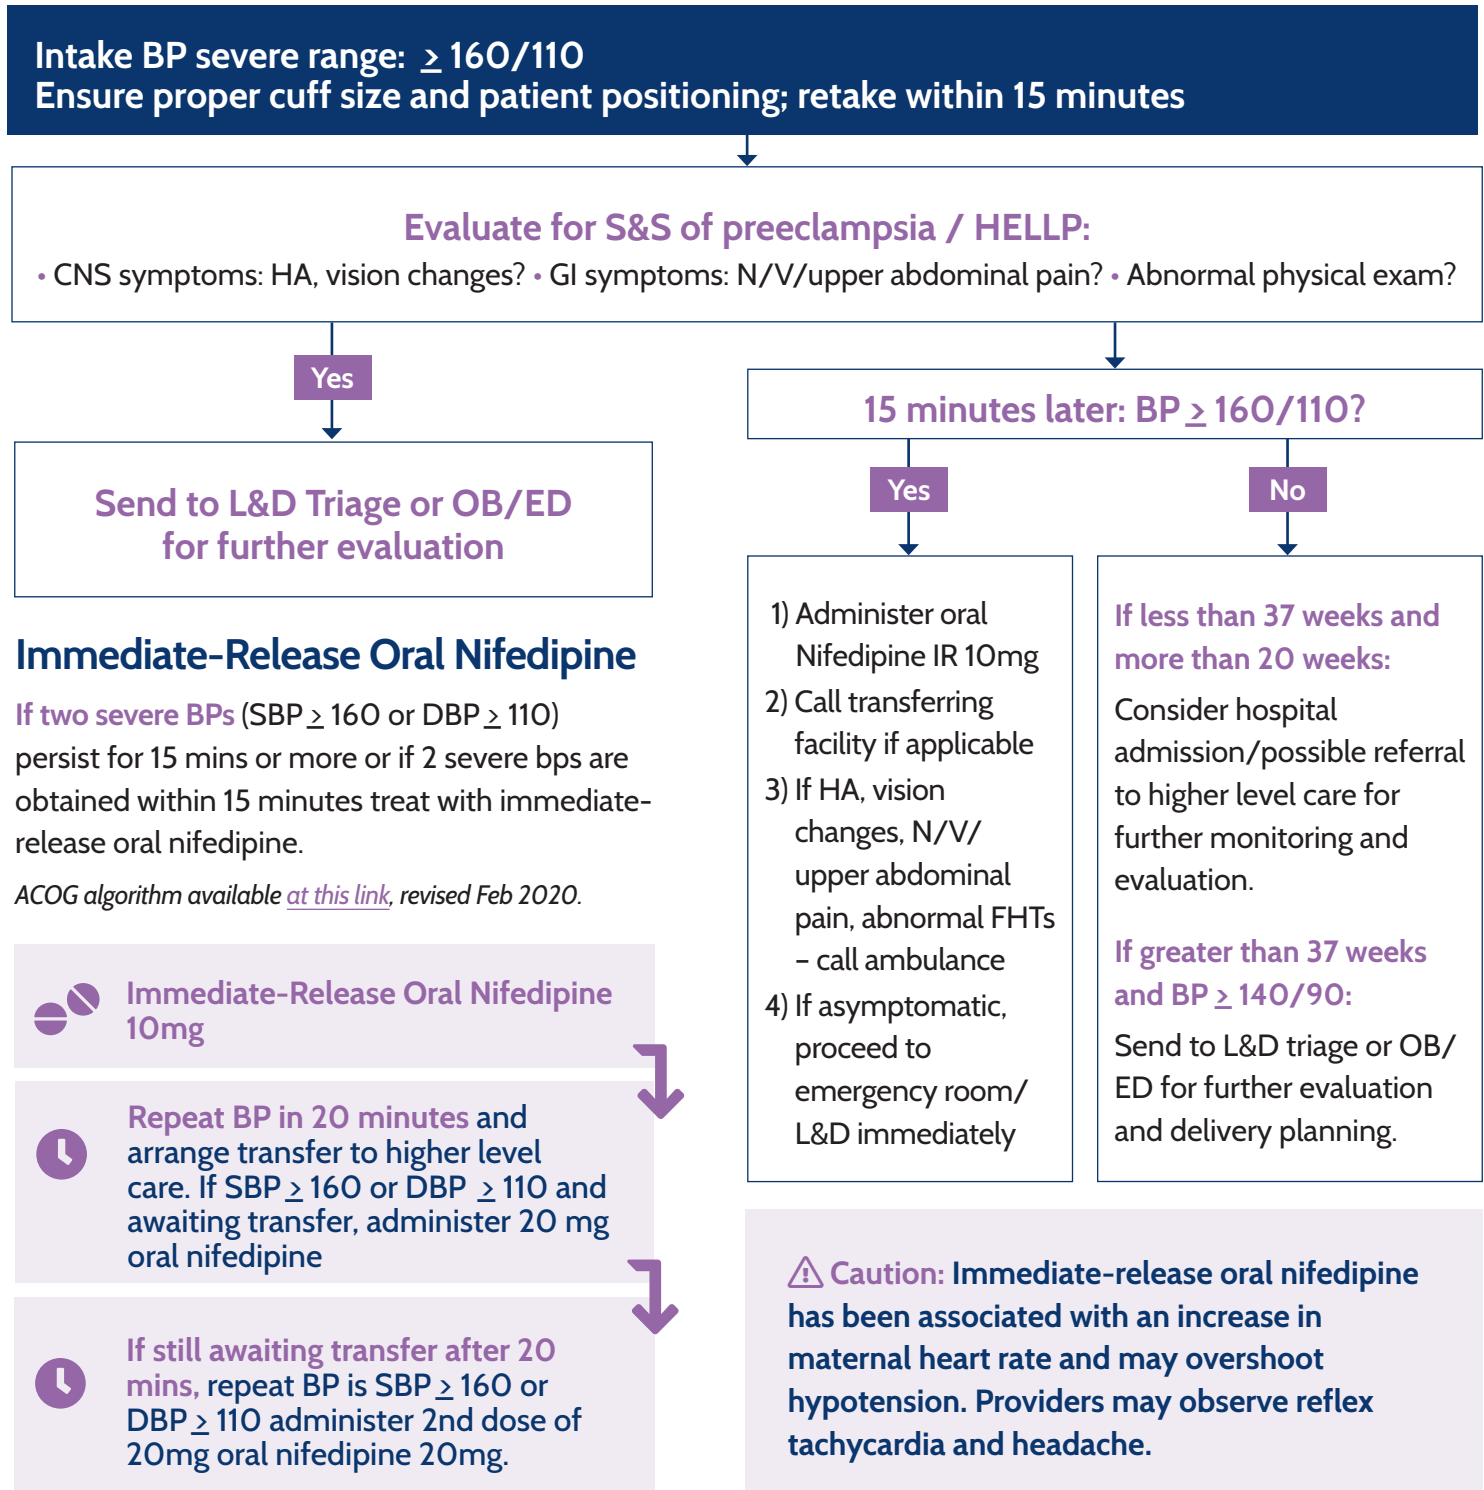 Intake BP severe range: ≥ 160/110
Ensure proper cuff size and patient positioning; retake within 15 minutes
Evaluate for S&S of preeclampsia / HELLP:
• CNS symptoms: HA, vision changes? • GI symptoms: N/V/upper abdominal pain? • Abnormal physical exam?
Yes
Send to L&D Triage or OB/ED
for further evaluation
15 minutes later: BP ≥ 160/110?
Yes
No
1) Administer oral
Nifedipine IR 10mg
2) Call transferring
facility if applicable
3) If HA, vision
changes, N/V/
upper abdominal
pain, abnormal FHTs
– call ambulance
4) If asymptomatic,
proceed to
emergency room/
L&D immediately
If less than 37 weeks and
more than 20 weeks:
Consider hospital
admission/possible referral
to higher level care for
further monitoring and
evaluation.
If greater than 37 weeks
and BP ≥ 140/90:
Send to L&D triage or OB/
ED for further evaluation
and delivery planning.
Immediate-Release Oral Nifedipine
If two severe BPs (SBP ≥ 160 or DBP ≥ 110)
persist for 15 mins or more or if 2 severe bps are
obtained within 15 minutes treat with immediate-
release oral nifedipine.
ACOG algorithm available at this link, revised Feb 2020.
Immediate-Release Oral Nifedipine
10mg
Repeat BP in 20 minutes and
arrange transfer to higher level
care. If SBP ≥ 160 or DBP ≥ 110 and
awaiting transfer, administer 20 mg
oral nifedipine
If still awaiting transfer after 20
mins, repeat BP is SBP ≥ 160 or
DBP ≥ 110 administer 2nd dose of
20mg oral nifedipine 20mg.
Caution: Immediate-release oral nifedipine
has been associated with an increase in
maternal heart rate and may overshoot
hypotension. Providers may observe reflex
tachycardia and headache.